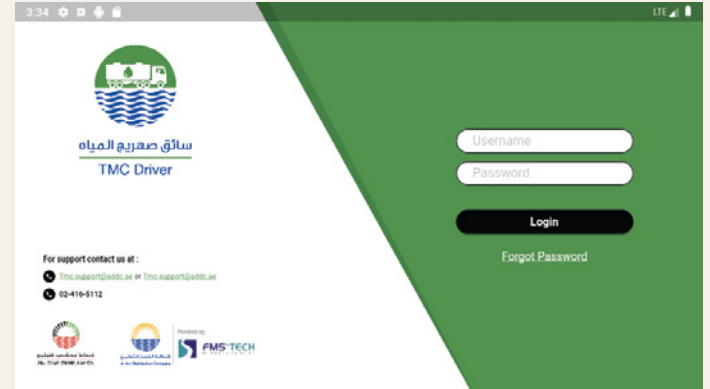 3:34
LTE
سائق صهريج المياه
TMC Driver
Username
Password
Login
Forgot Password
For support contact us at :
Tmc.support@addc.ae or Tmc.support@addc.ae
02-416-5112
Powered by
FMS TECH